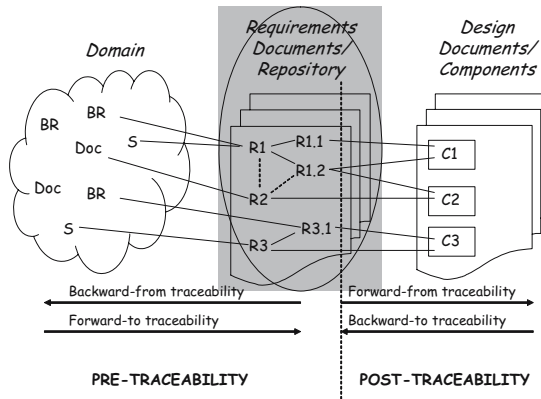 Domain
Requirements
Documents/
Repository
Design
Documents/
Components
BR
BR
S
Doc
Doc
BR
S
R1
R1.1
R1.2
R2
R3.1
R3
C1
C2
C3
Backward-from traceability
Forward-to traceability
Forward-from traceability
Backward-to traceability
PRE-TRACEABILITY
POST-TRACEABILITY